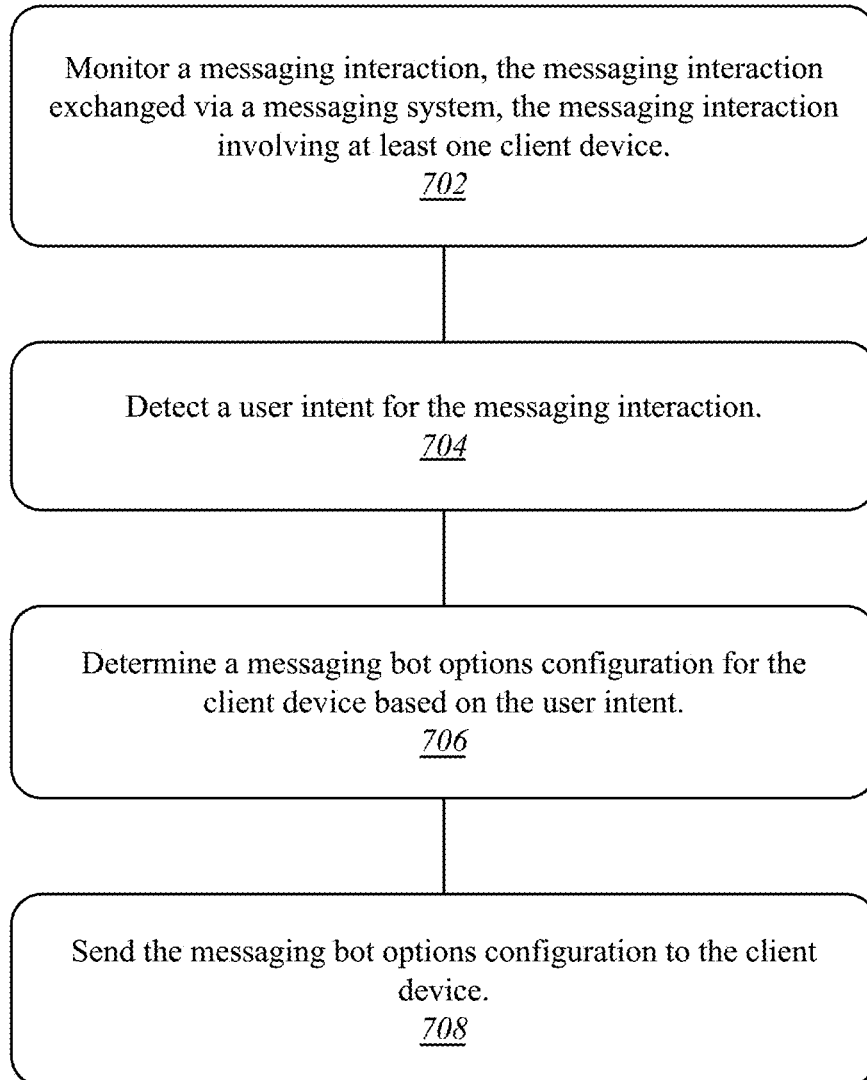 Monitor a messaging interaction, the messaging interaction
exchanged via a messaging system, the messaging interaction
involving at least one client device.
702
Detect a user intent for the messaging interaction.
704
Determine a messaging bot options configuration for the
client device based on the user intent.
706
Send the messaging bot options configuration to the client
device.
708